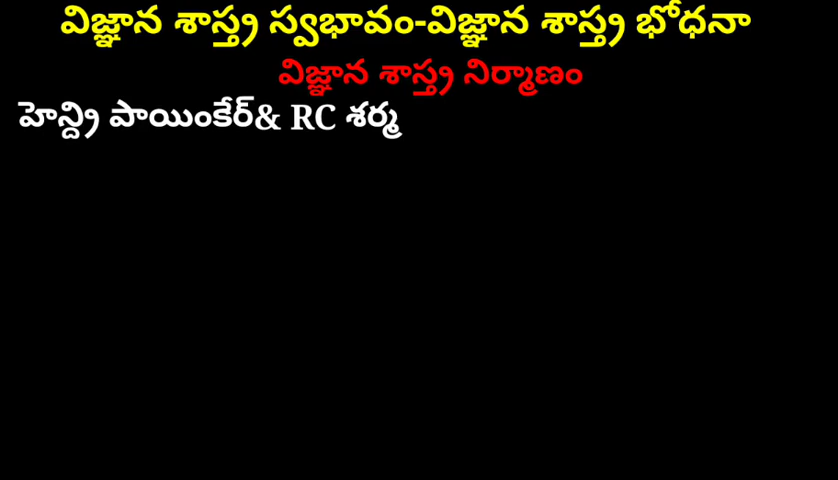 విజ్ఞాన శాస్త్ర స్వభావం-విజ్ఞాన శాస్త్ర భోధనా
విజ్ఞాన శాస్త్ర నిర్మాణం
హెన్ద్రి పాయింకేర్& RC శర్మ